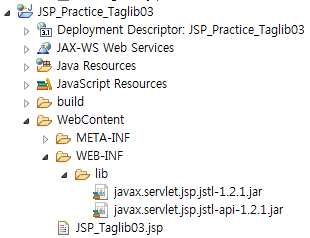 JSP_Practice_Taglib03
3.1 Deployment Descriptor: JSP_Practice_Taglib03
JAX-WS Web Services
Java Resources
JavaScript Resources
build
WebContent
META-INF
WEB-INF
lib
javax.servlet.jsp.jstl-1.2.1.jar
javax.servlet.jsp.jstl-api-1.2.1.jar
JSP_Taglib03.jsp